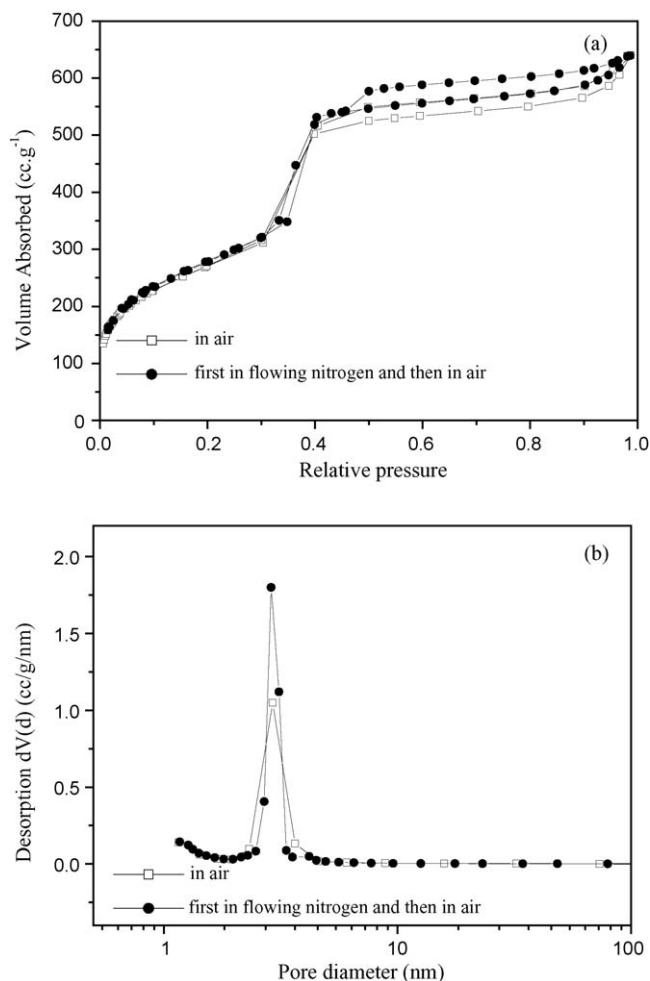 (a)
700
600
500
400
300
200
100
0
Volume Absorbed (cc.g⁻¹)
in air
first in flowing nitrogen and then in air
0.0 0.2 0.4 0.6 0.8 1.0
Relative pressure
(b)
2.0
1.5
1.0
0.5
0.0
Desorption dV(d) (cc/g/nm)
in air
first in flowing nitrogen and then in air
1 10 100
Pore diameter (nm)